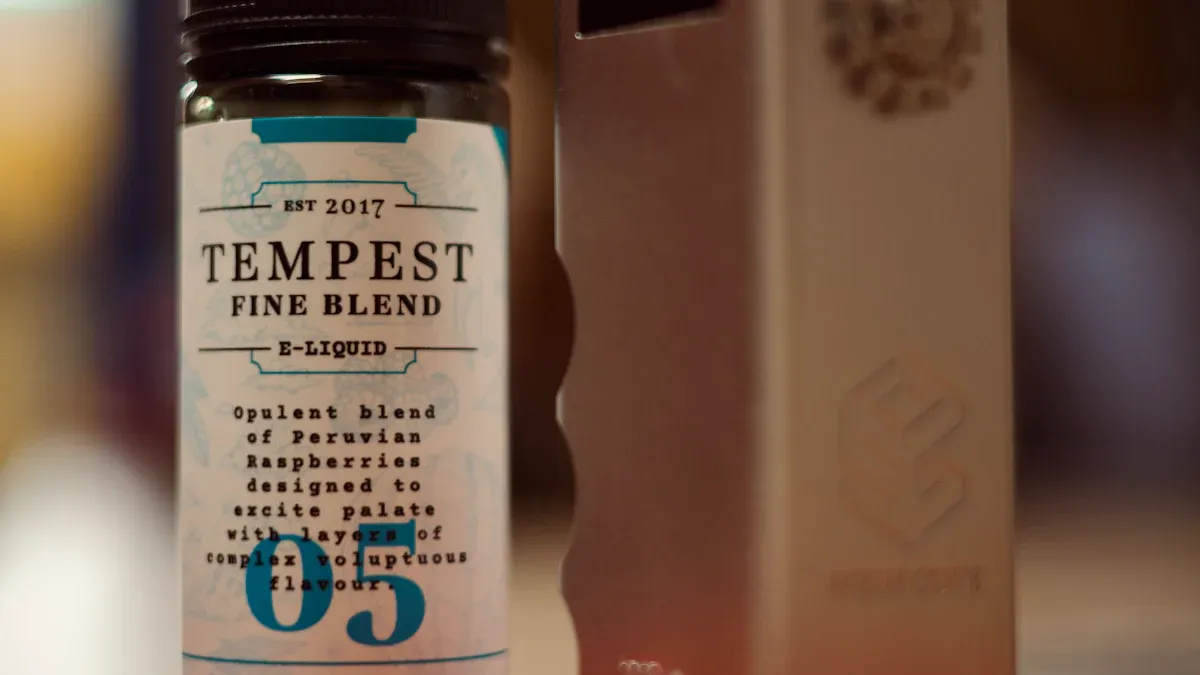 EST 2017
TEMPEST
FINE BLEND
E-LIQUID
Opulent blend
of Peruvian
Raspberries
designed to
excite palate
with layers of
complex voluptuous
flavour.
05